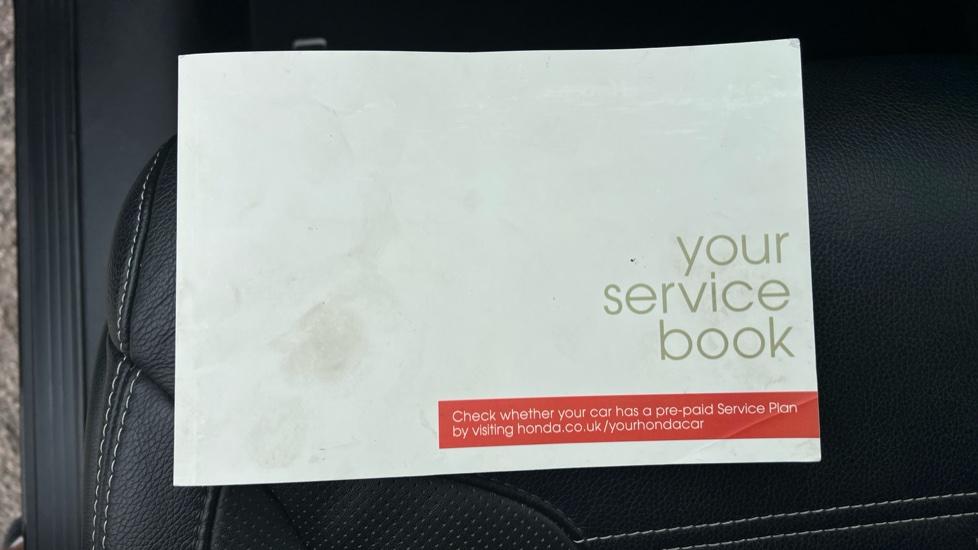 your
service
book
Check whether your car has a pre-paid Service Plan
by visiting honda.co.uk/yourhondacar